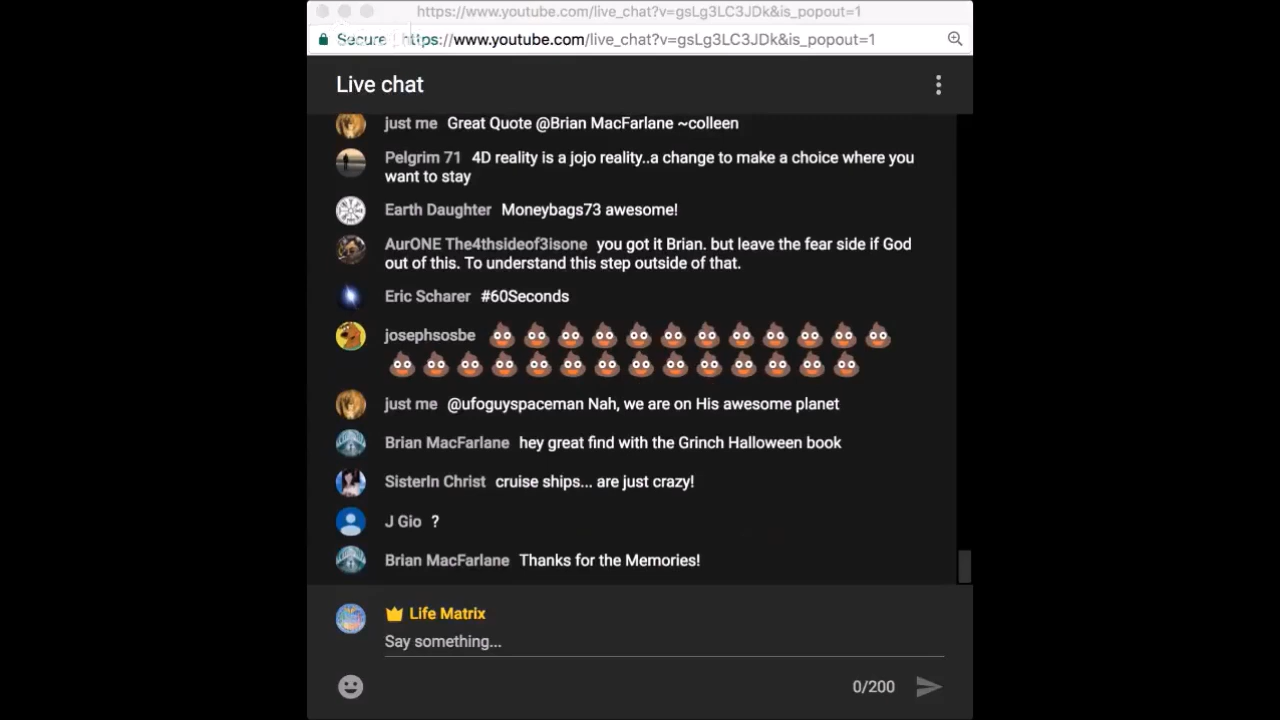 https://www.youtube.com/live_chat?v=gsLg3LC3JDk&is_popout=1
Secure https://www.youtube.com/live_chat?v=gsLg3LC3JDk&is_popout=1
Live chat
just me Great Quote @Brian MacFarlane ~colleen
Pelgrim 71 4D reality is a jojo reality..a change to make a choice where you
want to stay
Earth Daughter Moneybags73 awesome!
AurONE The4thsideof3isone you got it Brian. but leave the fear side if God
out of this. To understand this step outside of that.
Eric Scharer #60Seconds
josephsosbe 💩💩💩💩💩💩💩💩💩💩💩💩
💩💩💩💩💩💩💩💩💩💩💩💩💩💩
just me @ufoguyspaceman Nah, we are on His awesome planet
Brian MacFarlane hey great find with the Grinch Halloween book
SisterIn Christ cruise ships... are just crazy!
J Gio ?
Brian MacFarlane Thanks for the Memories!
Life Matrix
Say something...
0/200